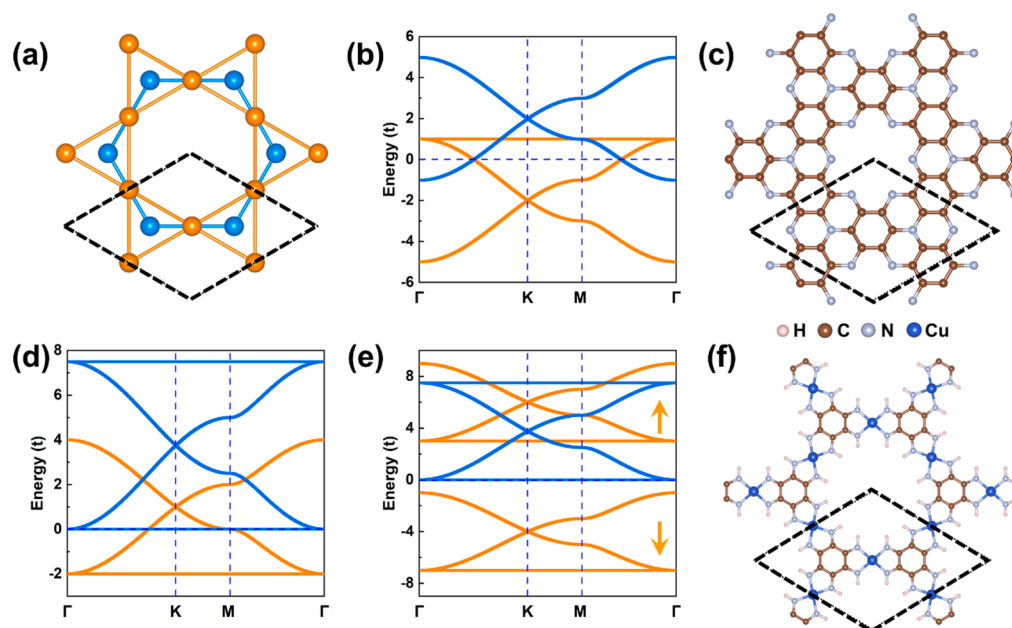 (a)
(b)
6
4
2
0
-2
-4
-6
Energy (t)
Γ
K
M
Γ
(c)
H
C
N
Cu
(d)
8
6
4
2
0
-2
Energy (t)
Γ
K
M
Γ
(e)
8
4
0
-4
-8
Energy (t)
Γ
K
M
Γ
(f)